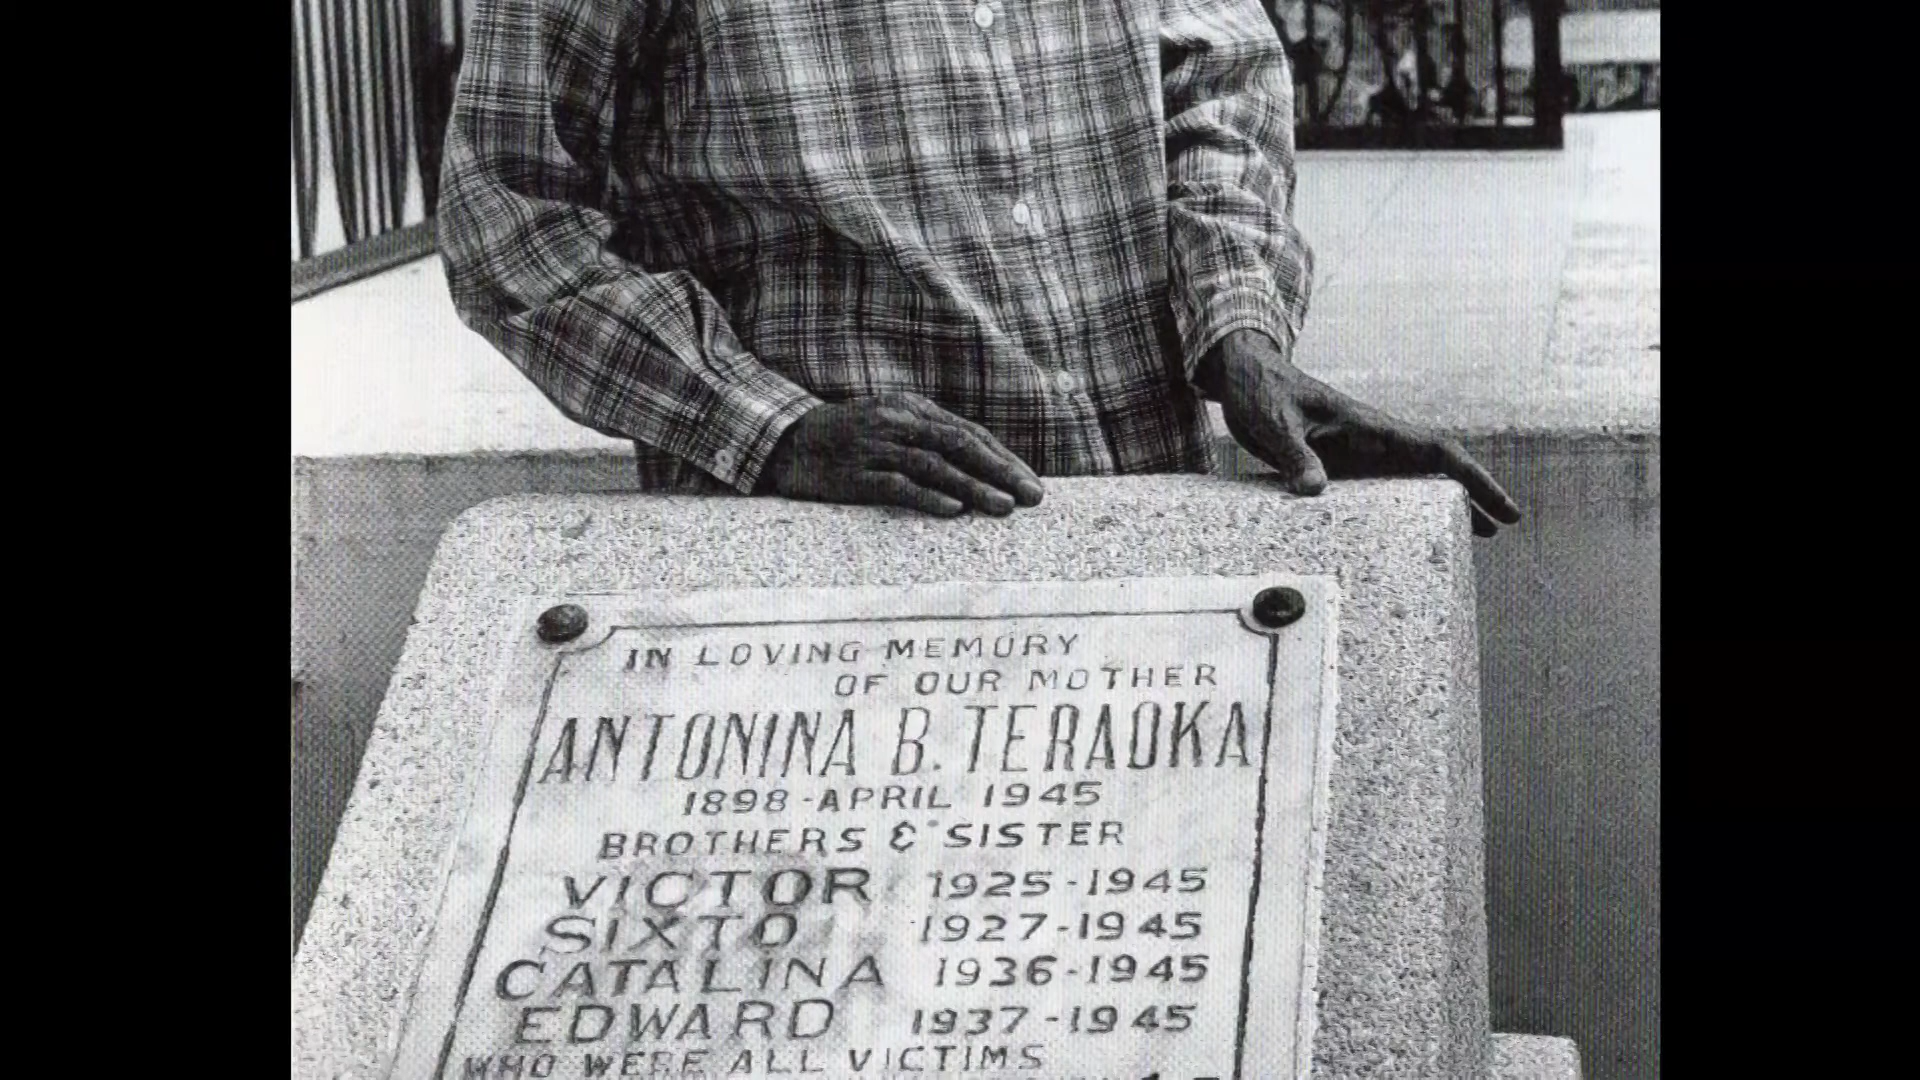 IN LOVING MEMORY
OF OUR MOTHER
ANTONINA B. TERAOKA
1898-APRIL 1945
BROTHERS & SISTER
VICTOR 1925-1945
SIXTO 1927-1945
CATALINA 1936-1945
EDWARD 1937-1945
WHO WERE ALL VICTIMS